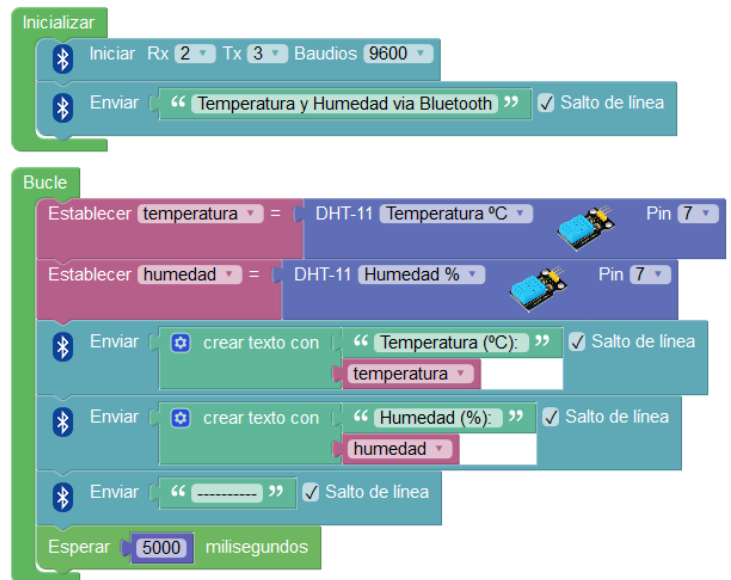 Inicializar
Iniciar Rx 2 Tx 3 Baudios 9600
Enviar “ Temperatura y Humedad via Bluetooth ” Salto de línea
Bucle
Establecer temperatura = DHT-11 Temperatura ºC Pin 7
Establecer humedad = DHT-11 Humedad % Pin 7
Enviar crear texto con “ Temperatura (ºC): ” Salto de línea
temperatura
Enviar crear texto con “ Humedad (%): ” Salto de línea
humedad
Enviar “ ---------- ” Salto de línea
Esperar 5000 milisegundos